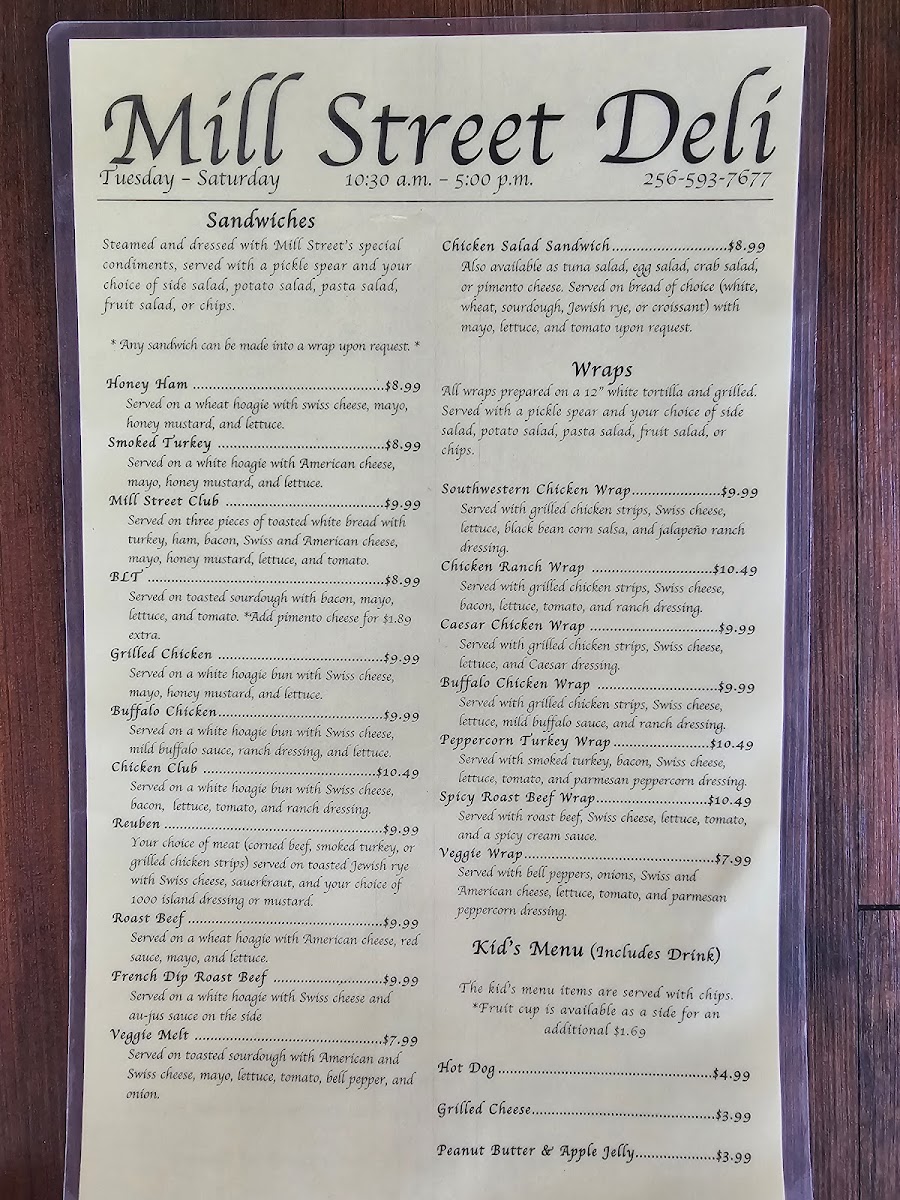 Mill Street Deli
Tuesday – Saturday 10:30 a.m. – 5:00 p.m. 256-593-7677
Sandwiches
Steamed and dressed with Mill Street's special
condiments, served with a pickle spear and your
choice of side salad, potato salad, pasta salad,
fruit salad, or chips.
* Any sandwich can be made into a wrap upon request. *
Honey Ham ...............................$8.99
Served on a wheat hoagie with swiss cheese, mayo,
honey mustard, and lettuce.
Smoked Turkey ...........................$8.99
Served on a white hoagie with American cheese,
mayo, honey mustard, and lettuce.
Mill Street Club ..........................$9.99
Served on three pieces of toasted white bread with
turkey, ham, bacon, Swiss and American cheese,
mayo, honey mustard, lettuce, and tomato.
BLT .......................................$8.99
Served on toasted sourdough with bacon, mayo,
lettuce, and tomato. *Add pimento cheese for $1.89
extra.
Grilled Chicken ...........................$9.99
Served on a white hoagie bun with Swiss cheese,
mayo, honey mustard, and lettuce.
Buffalo Chicken...........................$9.99
Served on a white hoagie bun with Swiss cheese,
mild buffalo sauce, ranch dressing, and lettuce.
Chicken Club ............................$10.49
Served on a white hoagie bun with Swiss cheese,
bacon, lettuce, tomato, and ranch dressing.
Reuben ....................................$9.99
Your choice of meat (corned beef, smoked turkey, or
grilled chicken strips) served on toasted Jewish rye
with Swiss cheese, sauerkraut, and your choice of
1000 island dressing or mustard.
Roast Beef ................................$9.99
Served on a wheat hoagie with American cheese, red
sauce, mayo, and lettuce.
French Dip Roast Beef ..................$9.99
Served on a white hoagie with Swiss cheese and
au-jus sauce on the side
Veggie Melt ...............................$7.99
Served on toasted sourdough with American and
Swiss cheese, mayo, lettuce, tomato, bell pepper, and
onion.
Chicken Salad Sandwich...................$8.99
Also available as tuna salad, egg salad, crab salad,
or pimento cheese. Served on bread of choice (white,
wheat, sourdough, Jewish rye, or croissant) with
mayo, lettuce, and tomato upon request.
Wraps
All wraps prepared on a 12" white tortilla and grilled.
Served with a pickle spear and your choice of side
salad, potato salad, pasta salad, fruit salad, or
chips.
Southwestern Chicken Wrap...............$9.99
Served with grilled chicken strips, Swiss cheese,
lettuce, black bean corn salsa, and jalapeño ranch
dressing.
Chicken Ranch Wrap ....................$10.49
Served with grilled chicken strips, Swiss cheese,
bacon, lettuce, tomato, and ranch dressing.
Caesar Chicken Wrap .....................$9.99
Served with grilled chicken strips, Swiss cheese,
lettuce, and Caesar dressing.
Buffalo Chicken Wrap ....................$9.99
Served with grilled chicken strips, Swiss cheese,
lettuce, mild buffalo sauce, and ranch dressing.
Peppercorn Turkey Wrap................$10.49
Served with smoked turkey, bacon, Swiss cheese,
lettuce, tomato, and parmesan peppercorn dressing.
Spicy Roast Beef Wrap...................$10.49
Served with roast beef, Swiss cheese, lettuce, tomato,
and a spicy cream sauce.
Veggie Wrap...............................$7.99
Served with bell peppers, onions, Swiss and
American cheese, lettuce, tomato, and parmesan
peppercorn dressing.
Kid's Menu (Includes Drink)
The kid's menu items are served with chips.
*Fruit cup is available as a side for an
additional $1.69
Hot Dog....................................$4.99
Grilled Cheese..............................$3.99
Peanut Butter & Apple Jelly................$3.99